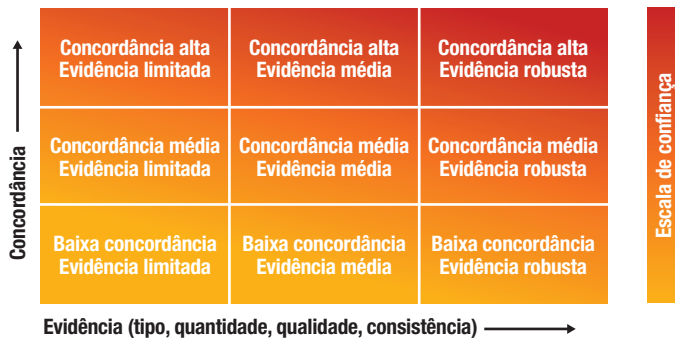 Concordância alta
Evidência limitada
Concordância alta
Evidência média
Concordância alta
Evidência robusta
Concordância média
Evidência limitada
Concordância média
Evidência média
Concordância média
Evidência robusta
Baixa concordância
Evidência limitada
Baixa concordância
Evidência média
Baixa concordância
Evidência robusta
Concordância
Evidência (tipo, quantidade, qualidade, consistência)
Escala de confiança